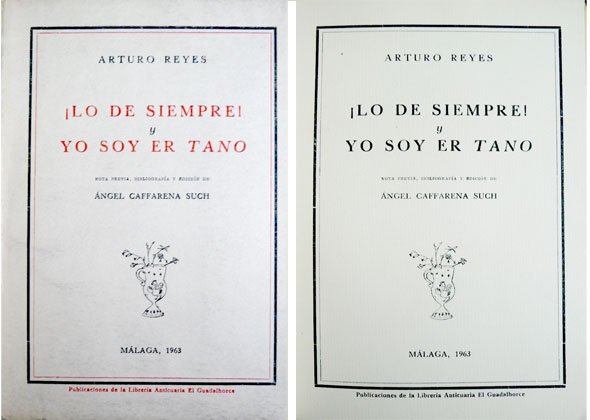 ARTURO REYES
¡LO DE SIEMPRE!
y
YO SOY ER TANO
NOTA PREVIA, BIBLIOGRAFÍA Y EDICIÓN DE
ÁNGEL CAFFARENA SUCH
MÁLAGA, 1963
Publicaciones de la Librería Anticuaria El Guadalhorce
ARTURO REYES
¡LO DE SIEMPRE!
y
YO SOY ER TANO
NOTA PREVIA, BIBLIOGRAFÍA Y EDICIÓN DE
ÁNGEL CAFFARENA SUCH
MÁLAGA, 1963
Publicaciones de la Librería Anticuaria El Guadalhorce